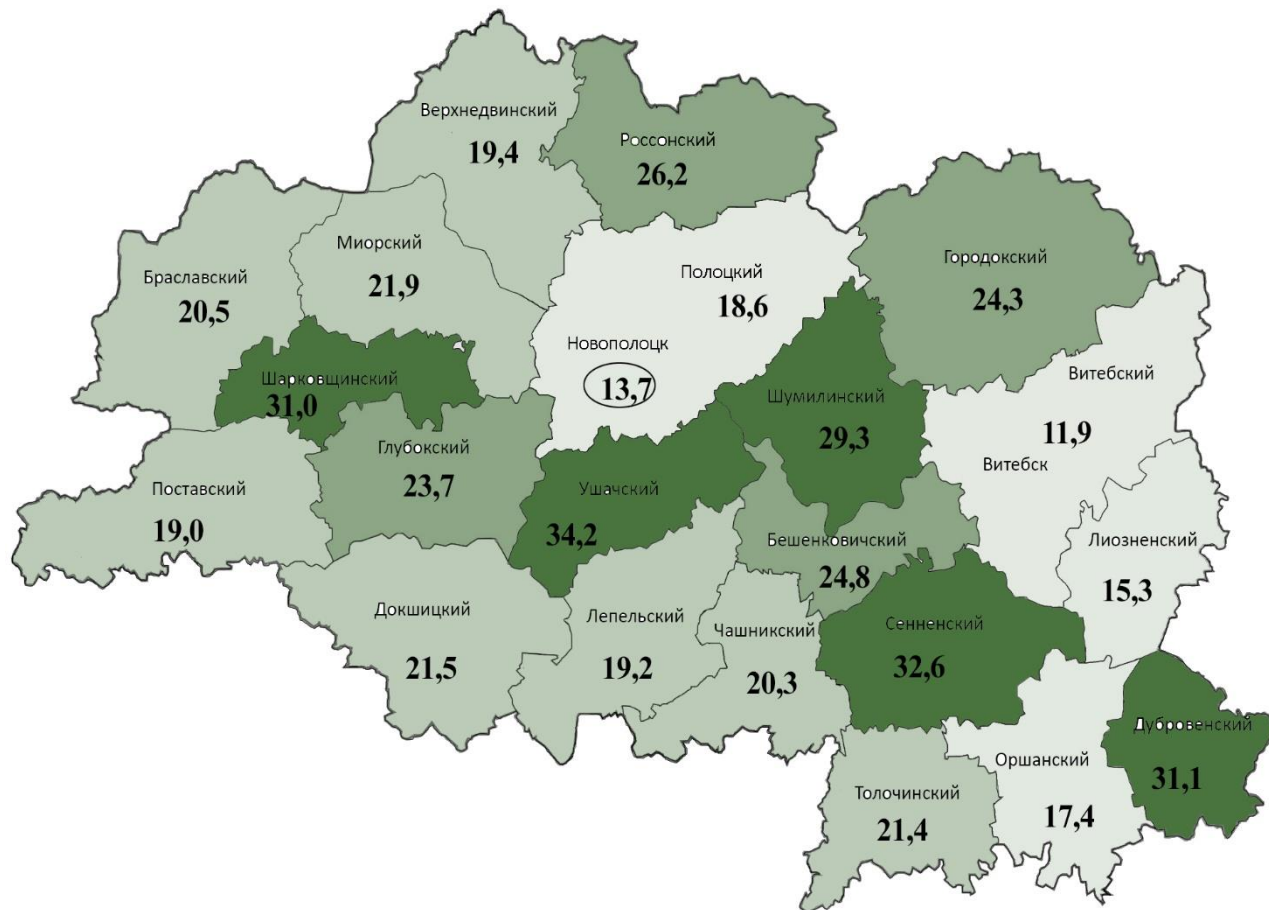 Верхнедвинский
19,4
Россонский
26,2
Браславский
20,5
Миорский
21,9
Полоцкий
18,6
Городокский
24,3
Новополоцк
13,7
Шарковщинский
31,0
Шумилинский
29,3
Витебский
11,9
Витебск
Глубокский
23,7
Ушачский
34,2
Поставский
19,0
Бешенковичский
24,8
Лиозненский
15,3
Докшицкий
21,5
Лепельский
19,2
Чашникский
20,3
Сенненский
32,6
Дубровенский
31,1
Оршанский
17,4
Толочинский
21,4